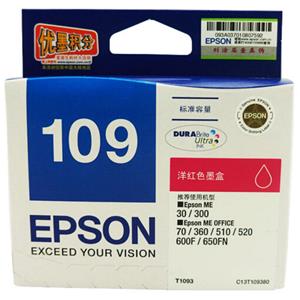 优墨积分
093A03701080759​2
EPSON
标准容量
109
DURABrite
Ultra
INK
洋红色墨盒
推荐使用机型
■Epson ME
30 / 300
■Epson ME OFFICE
70 / 360 / 510 / 520
600F / 650FN
EPSON
EXCEED YOUR VISION
T1093
C13T109380